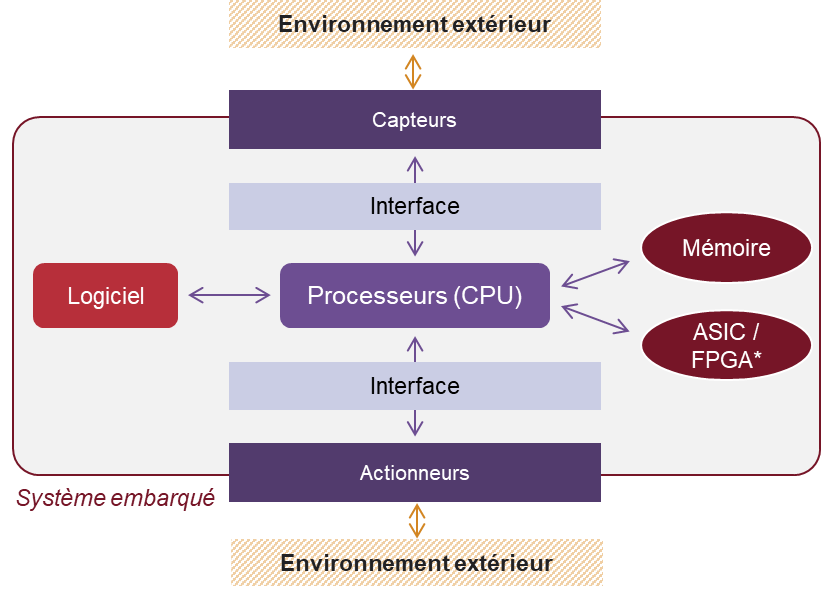 Environnement extérieur
Capteurs
Interface
Logiciel
Processeurs (CPU)
Mémoire
ASIC /
FPGA*
Interface
Actionneurs
Système embarqué
Environnement extérieur